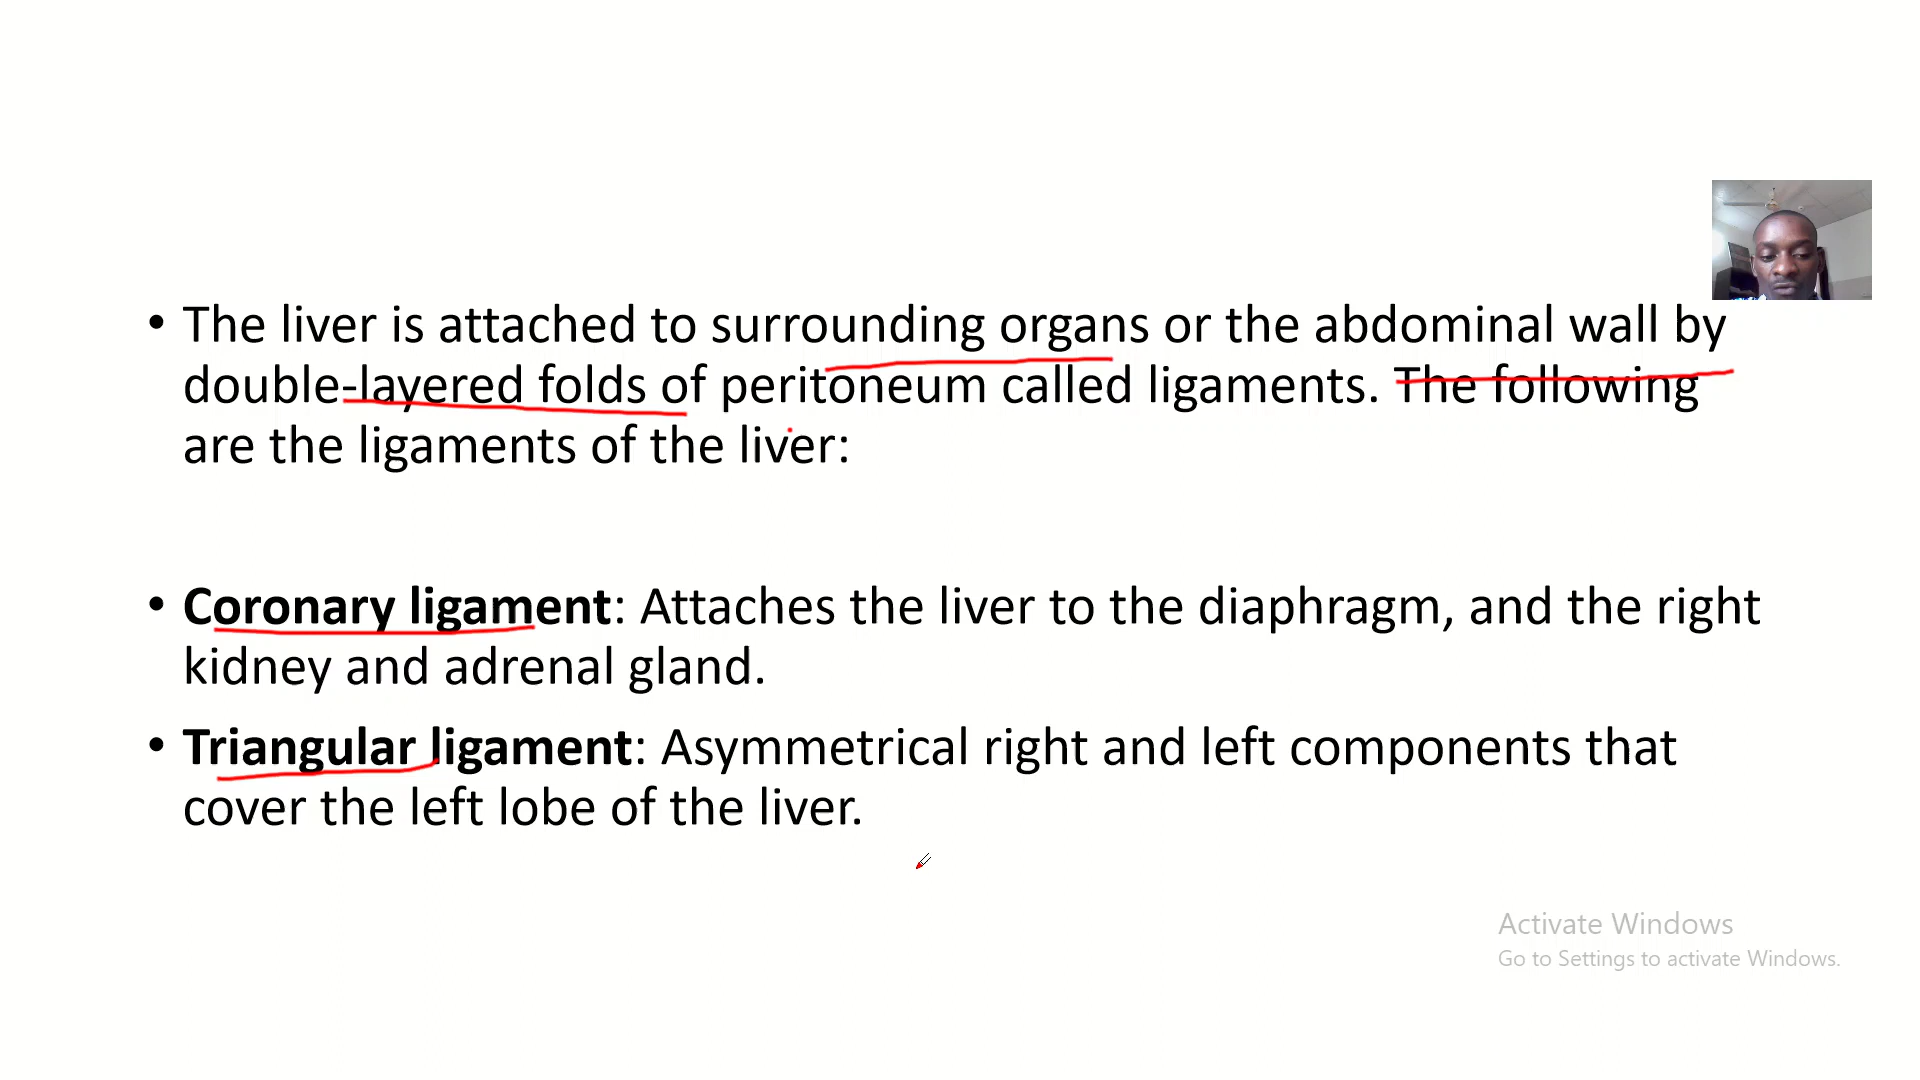 • The liver is attached to surrounding organs or the abdominal wall by
double-layered folds of peritoneum called ligaments. The following
are the ligaments of the liver:
• Coronary ligament: Attaches the liver to the diaphragm, and the right
kidney and adrenal gland.
• Triangular ligament: Asymmetrical right and left components that
cover the left lobe of the liver.
Activate Windows
Go to Settings to activate Windows.